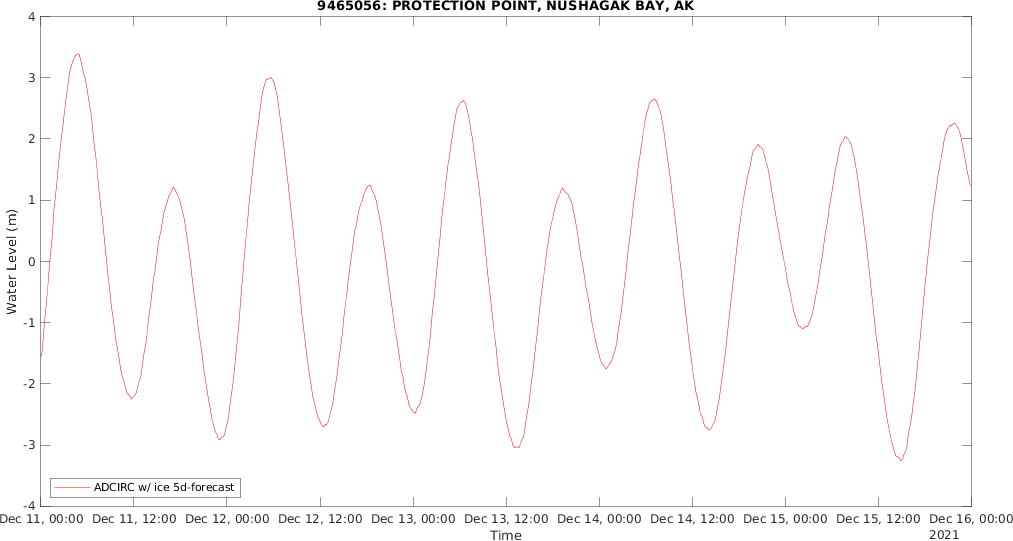 9465056: PROTECTION POINT, NUSHAGAK BAY, AK
4
3
2
1
0
-1
-2
-3
-4
Water Level (m)
ADCIRC w/ ice 5d-forecast
Dec 11, 00:00 Dec 11, 12:00 Dec 12, 00:00 Dec 12, 12:00 Dec 13, 00:00 Dec 13, 12:00 Dec 14, 00:00 Dec 14, 12:00 Dec 15, 00:00 Dec 15, 12:00 Dec 16, 00:00
Time
2021